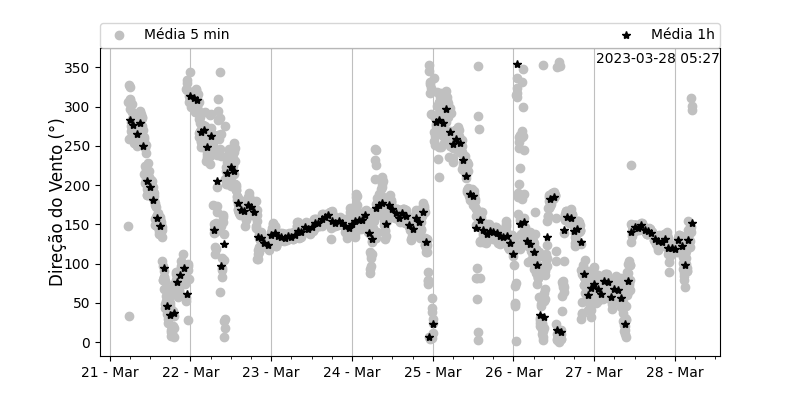 Média 5 min
Média 1h
2023-03-28 05:27
Direção do Vento (°)
350
300
250
200
150
100
50
0
21 - Mar
22 - Mar
23 - Mar
24 - Mar
25 - Mar
26 - Mar
27 - Mar
28 - Mar